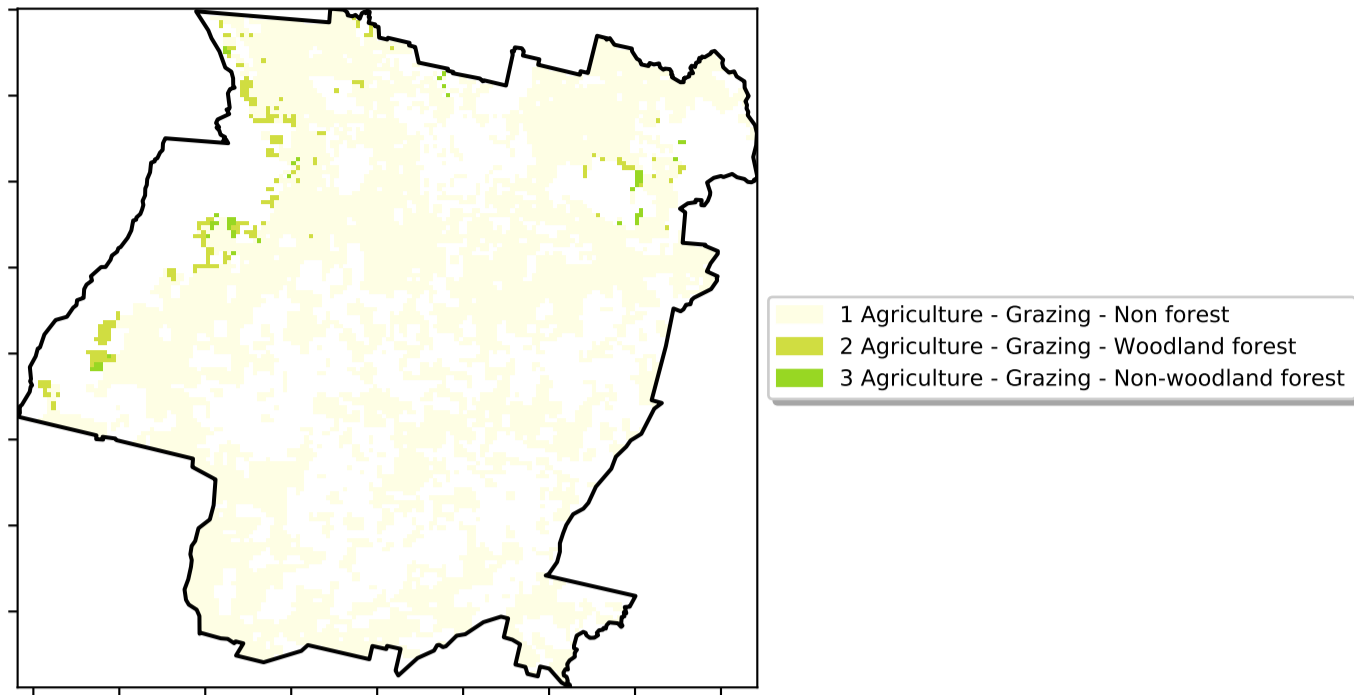 1 Agriculture - Grazing - Non forest
2 Agriculture - Grazing - Woodland forest
3 Agriculture - Grazing - Non-woodland forest